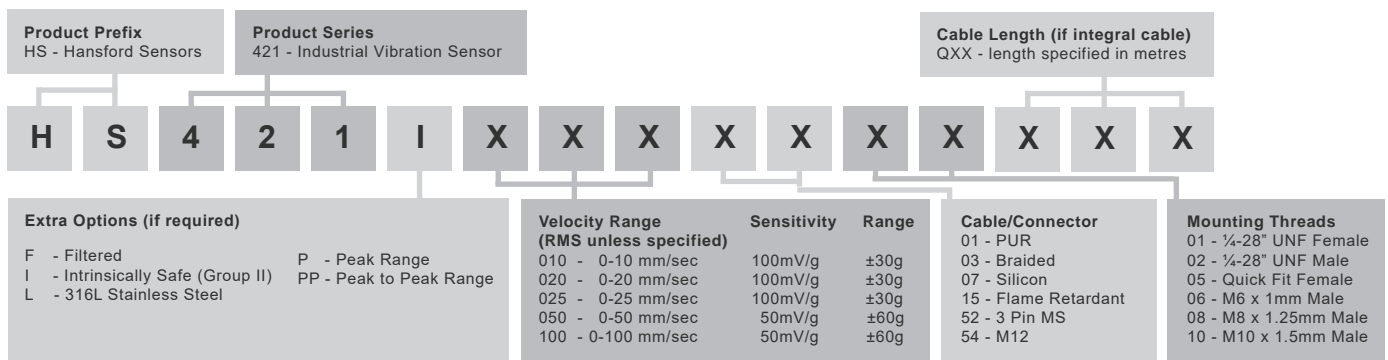 Product Prefix
HS - Hansford Sensors
Product Series
421 - Industrial Vibration Sensor
Cable Length (if integral cable)
QXX - length specified in metres
H S 4 2 1 I X X X X X X X X X X
Extra Options (if required)
F - Filtered
I - Intrinsically Safe (Group II)
L - 316L Stainless Steel
P - Peak Range
PP - Peak to Peak Range
Velocity Range Sensitivity Range
(RMS unless specified)
010 - 0-10 mm/sec 100mV/g ±30g
020 - 0-20 mm/sec 100mV/g ±30g
025 - 0-25 mm/sec 100mV/g ±30g
050 - 0-50 mm/sec 50mV/g ±60g
100 - 0-100 mm/sec 50mV/g ±60g
Cable/Connector
01 - PUR
03 - Braided
07 - Silicon
15 - Flame Retardant
52 - 3 Pin MS
54 - M12
Mounting Threads
01 - ¼-28” UNF Female
02 - ¼-28” UNF Male
05 - Quick Fit Female
06 - M6 x 1mm Male
08 - M8 x 1.25mm Male
10 - M10 x 1.5mm Male